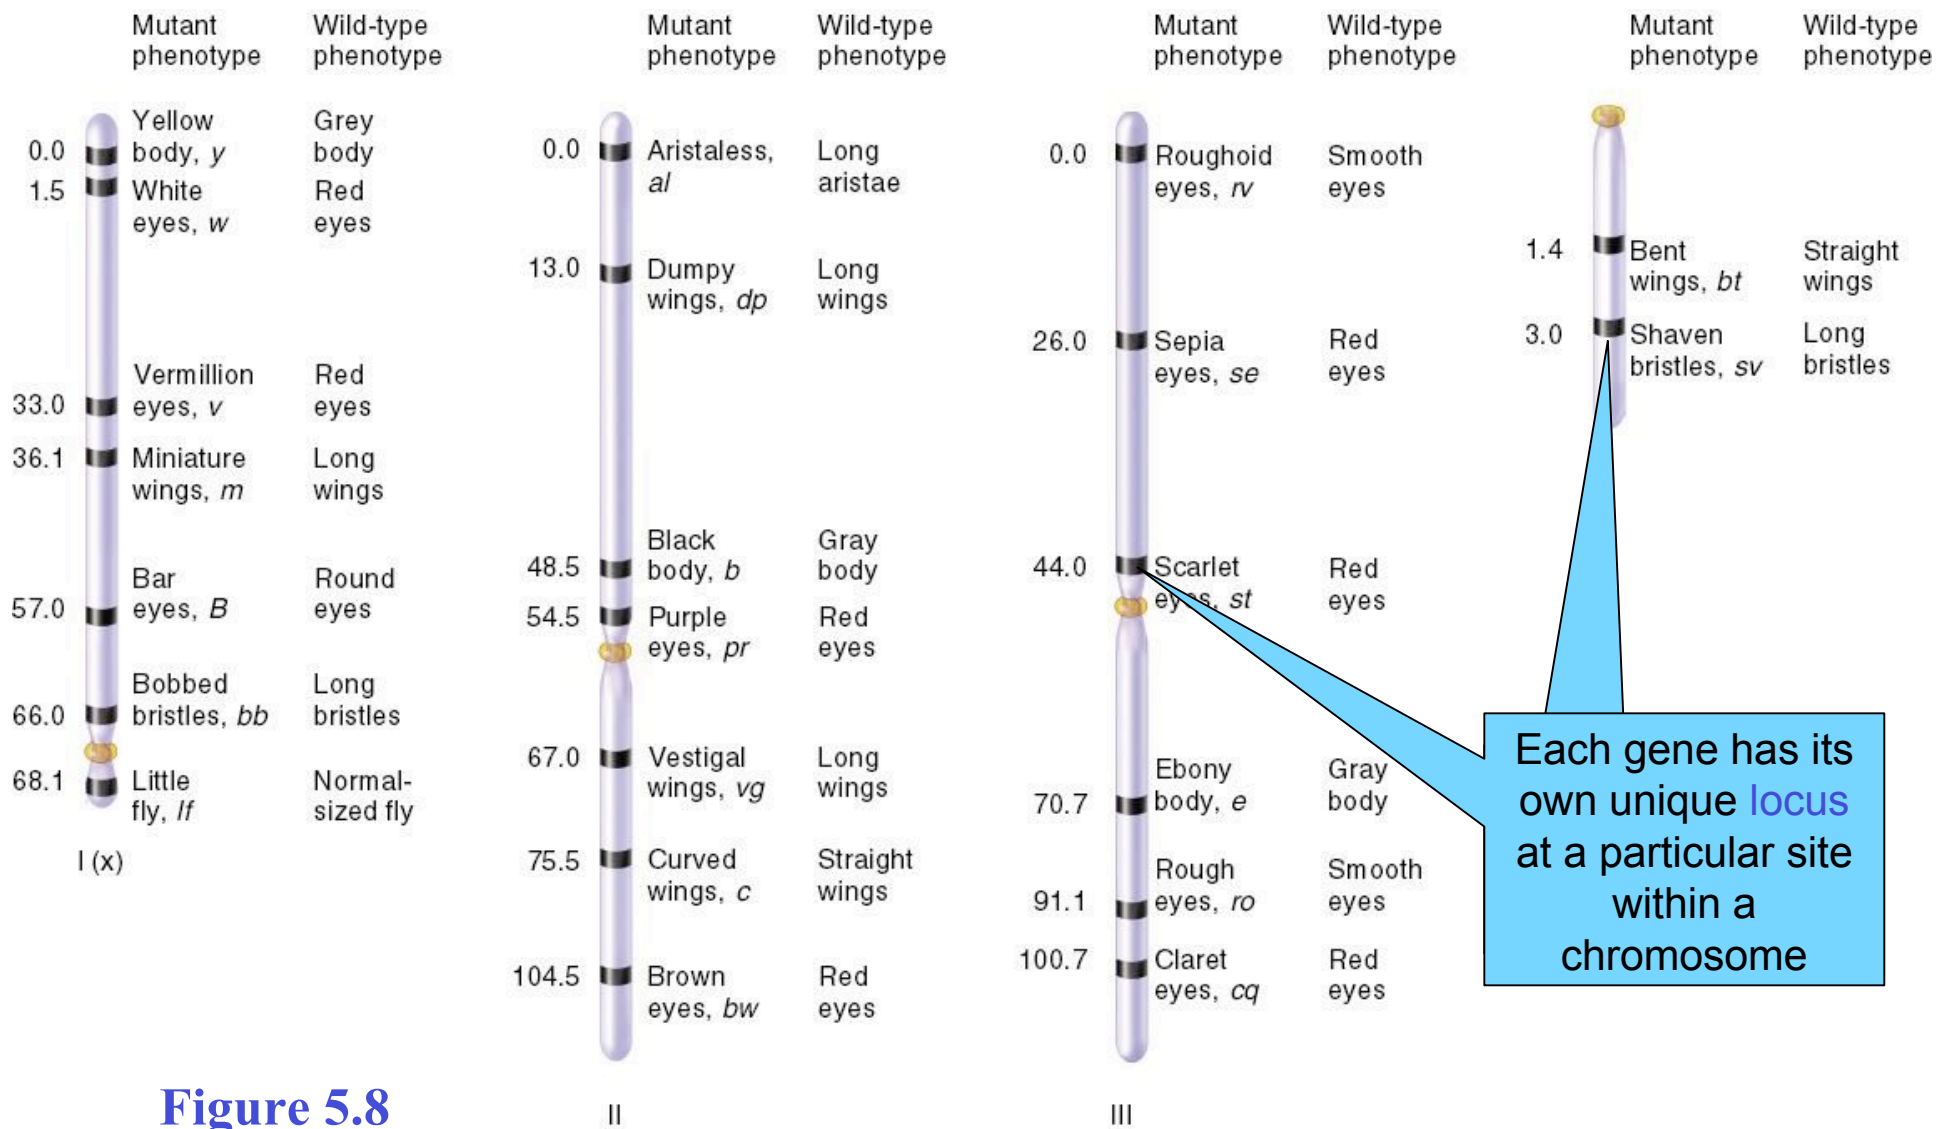 Mutant phenotype
Wild-type phenotype
0.0
Yellow body, y
Grey body
1.5
White eyes, w
Red eyes
33.0
Vermillion eyes, v
Red eyes
36.1
Miniature wings, m
Long wings
57.0
Bar eyes, B
Round eyes
66.0
Bobbed bristles, bb
Long bristles
68.1
Little fly, lf
Normal-sized fly
I (x)
Mutant phenotype
Wild-type phenotype
0.0
Aristaless, al
Long aristae
13.0
Dumpy wings, dp
Long wings
48.5
Black body, b
Gray body
54.5
Purple eyes, pr
Red eyes
67.0
Vestigal wings, vg
Long wings
75.5
Curved wings, c
Straight wings
104.5
Brown eyes, bw
Red eyes
II
Mutant phenotype
Wild-type phenotype
0.0
Roughoid eyes, rv
Smooth eyes
26.0
Sepia eyes, se
Red eyes
44.0
Scarlet eyes, st
Red eyes
70.7
Ebony body, e
Gray body
91.1
Rough eyes, ro
Smooth eyes
100.7
Claret eyes, cq
Red eyes
III
Mutant phenotype
Wild-type phenotype
1.4
Bent wings, bt
Straight wings
3.0
Shaven bristles, sv
Long bristles
Each gene has its
own unique locus
at a particular site
within a
chromosome
Figure 5.8